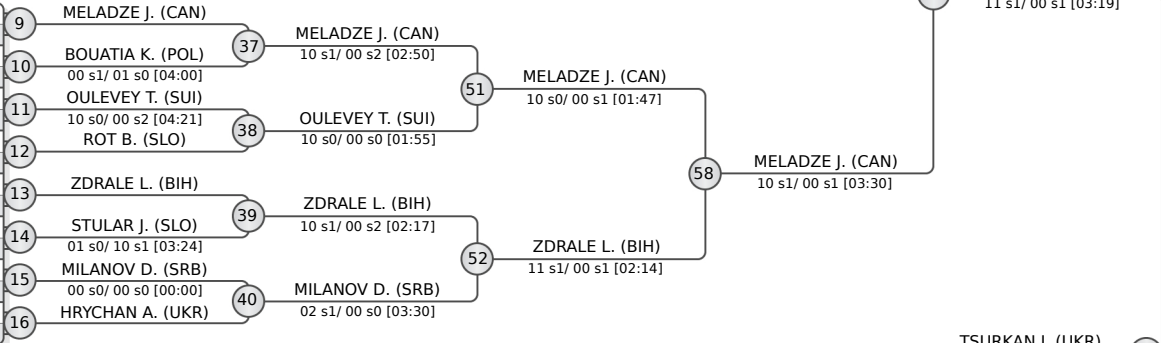 9
MELADZE J. (CAN)
10
BOUATIA K. (POL)
00 s1/ 01 s0 [04:00]
37
MELADZE J. (CAN)
10 s1/ 00 s2 [02:50]
11
OULEVEY T. (SUI)
10 s0/ 00 s2 [04:21]
12
ROT B. (SLO)
38
OULEVEY T. (SUI)
10 s0/ 00 s0 [01:55]
51
MELADZE J. (CAN)
10 s0/ 00 s1 [01:47]
13
ZDRALE L. (BIH)
14
STULAR J. (SLO)
01 s0/ 10 s1 [03:24]
39
ZDRALE L. (BIH)
10 s1/ 00 s2 [02:17]
15
MILANOV D. (SRB)
00 s0/ 00 s0 [00:00]
16
HRYCHAN A. (UKR)
40
MILANOV D. (SRB)
02 s1/ 00 s0 [03:30]
52
ZDRALE L. (BIH)
11 s1/ 00 s1 [02:14]
58
MELADZE J. (CAN)
10 s1/ 00 s1 [03:30]
11 s1/ 00 s1 [03:19]
TSURKAN I. (UKR)